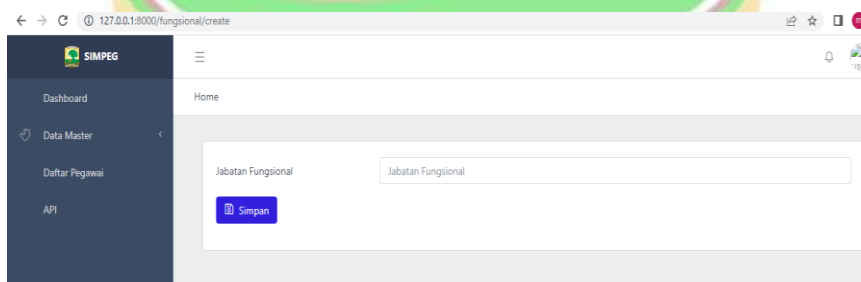 127.0.0.1:8000/fungsional/create
SIMPEG
Dashboard
Home
Data Master
Daftar Pegawai
Jabatan Fungsional
Jabatan Fungsional
API
Simpan